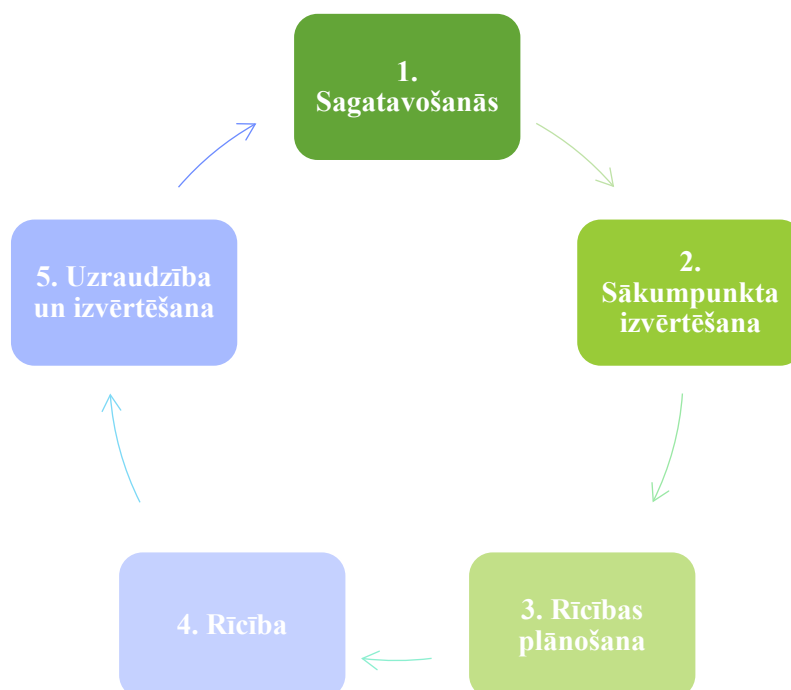 1.
Sagatavošanās
2.
Sākumpunkta
izvērtēšana
3. Rīcības
plānošana
4. Rīcība
5. Uzraudzība
un izvērtēšana